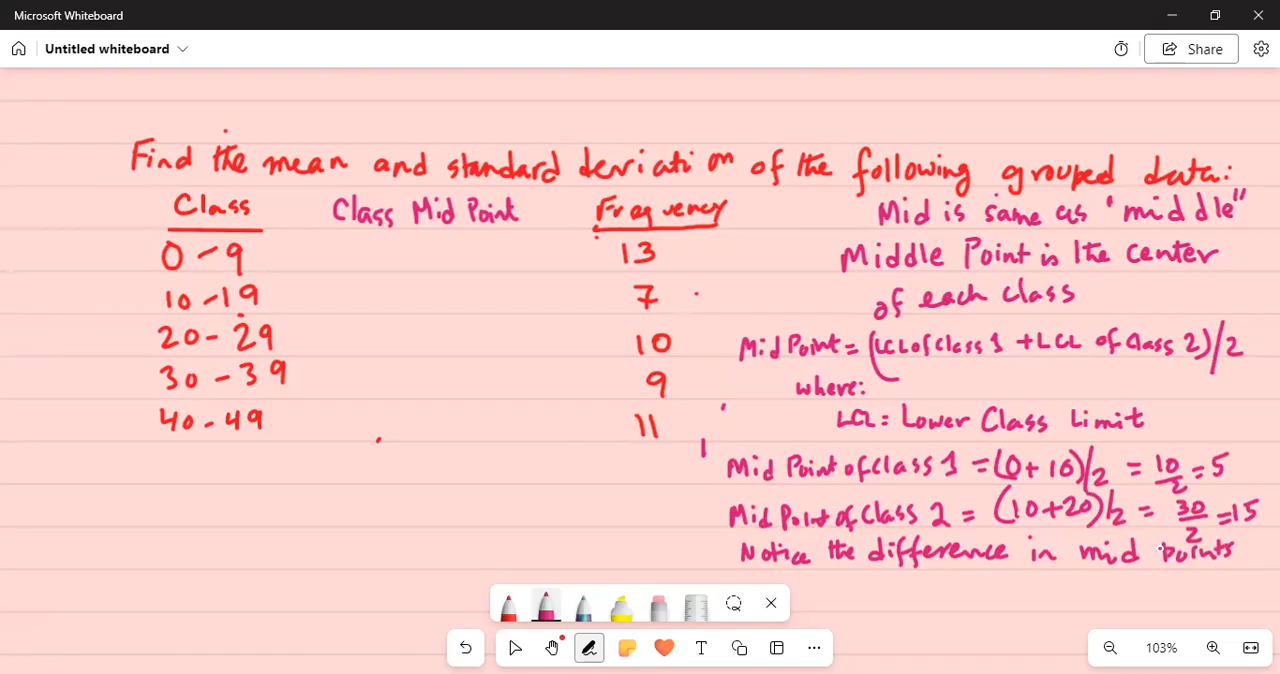 Microsoft Whiteboard
Untitled whiteboard
Share
Find the mean and standard deviation of the following grouped data:
Class Class Mid Point Frequency
0-9 13
10-19 7
20-29 10
30-39 9
40-49 11
Mid is same as "middle"
Middle Point is the center
of each class
Mid Point = (LCL of Class 1 + LCL of Class 2)/2
where:
LCL = Lower Class Limit
Mid Point of Class 1 = (0+10)/2 = 10/2 = 5
Mid Point of Class 2 = (10+20)/2 = 30/2 = 15
Notice the difference in mid points
103%